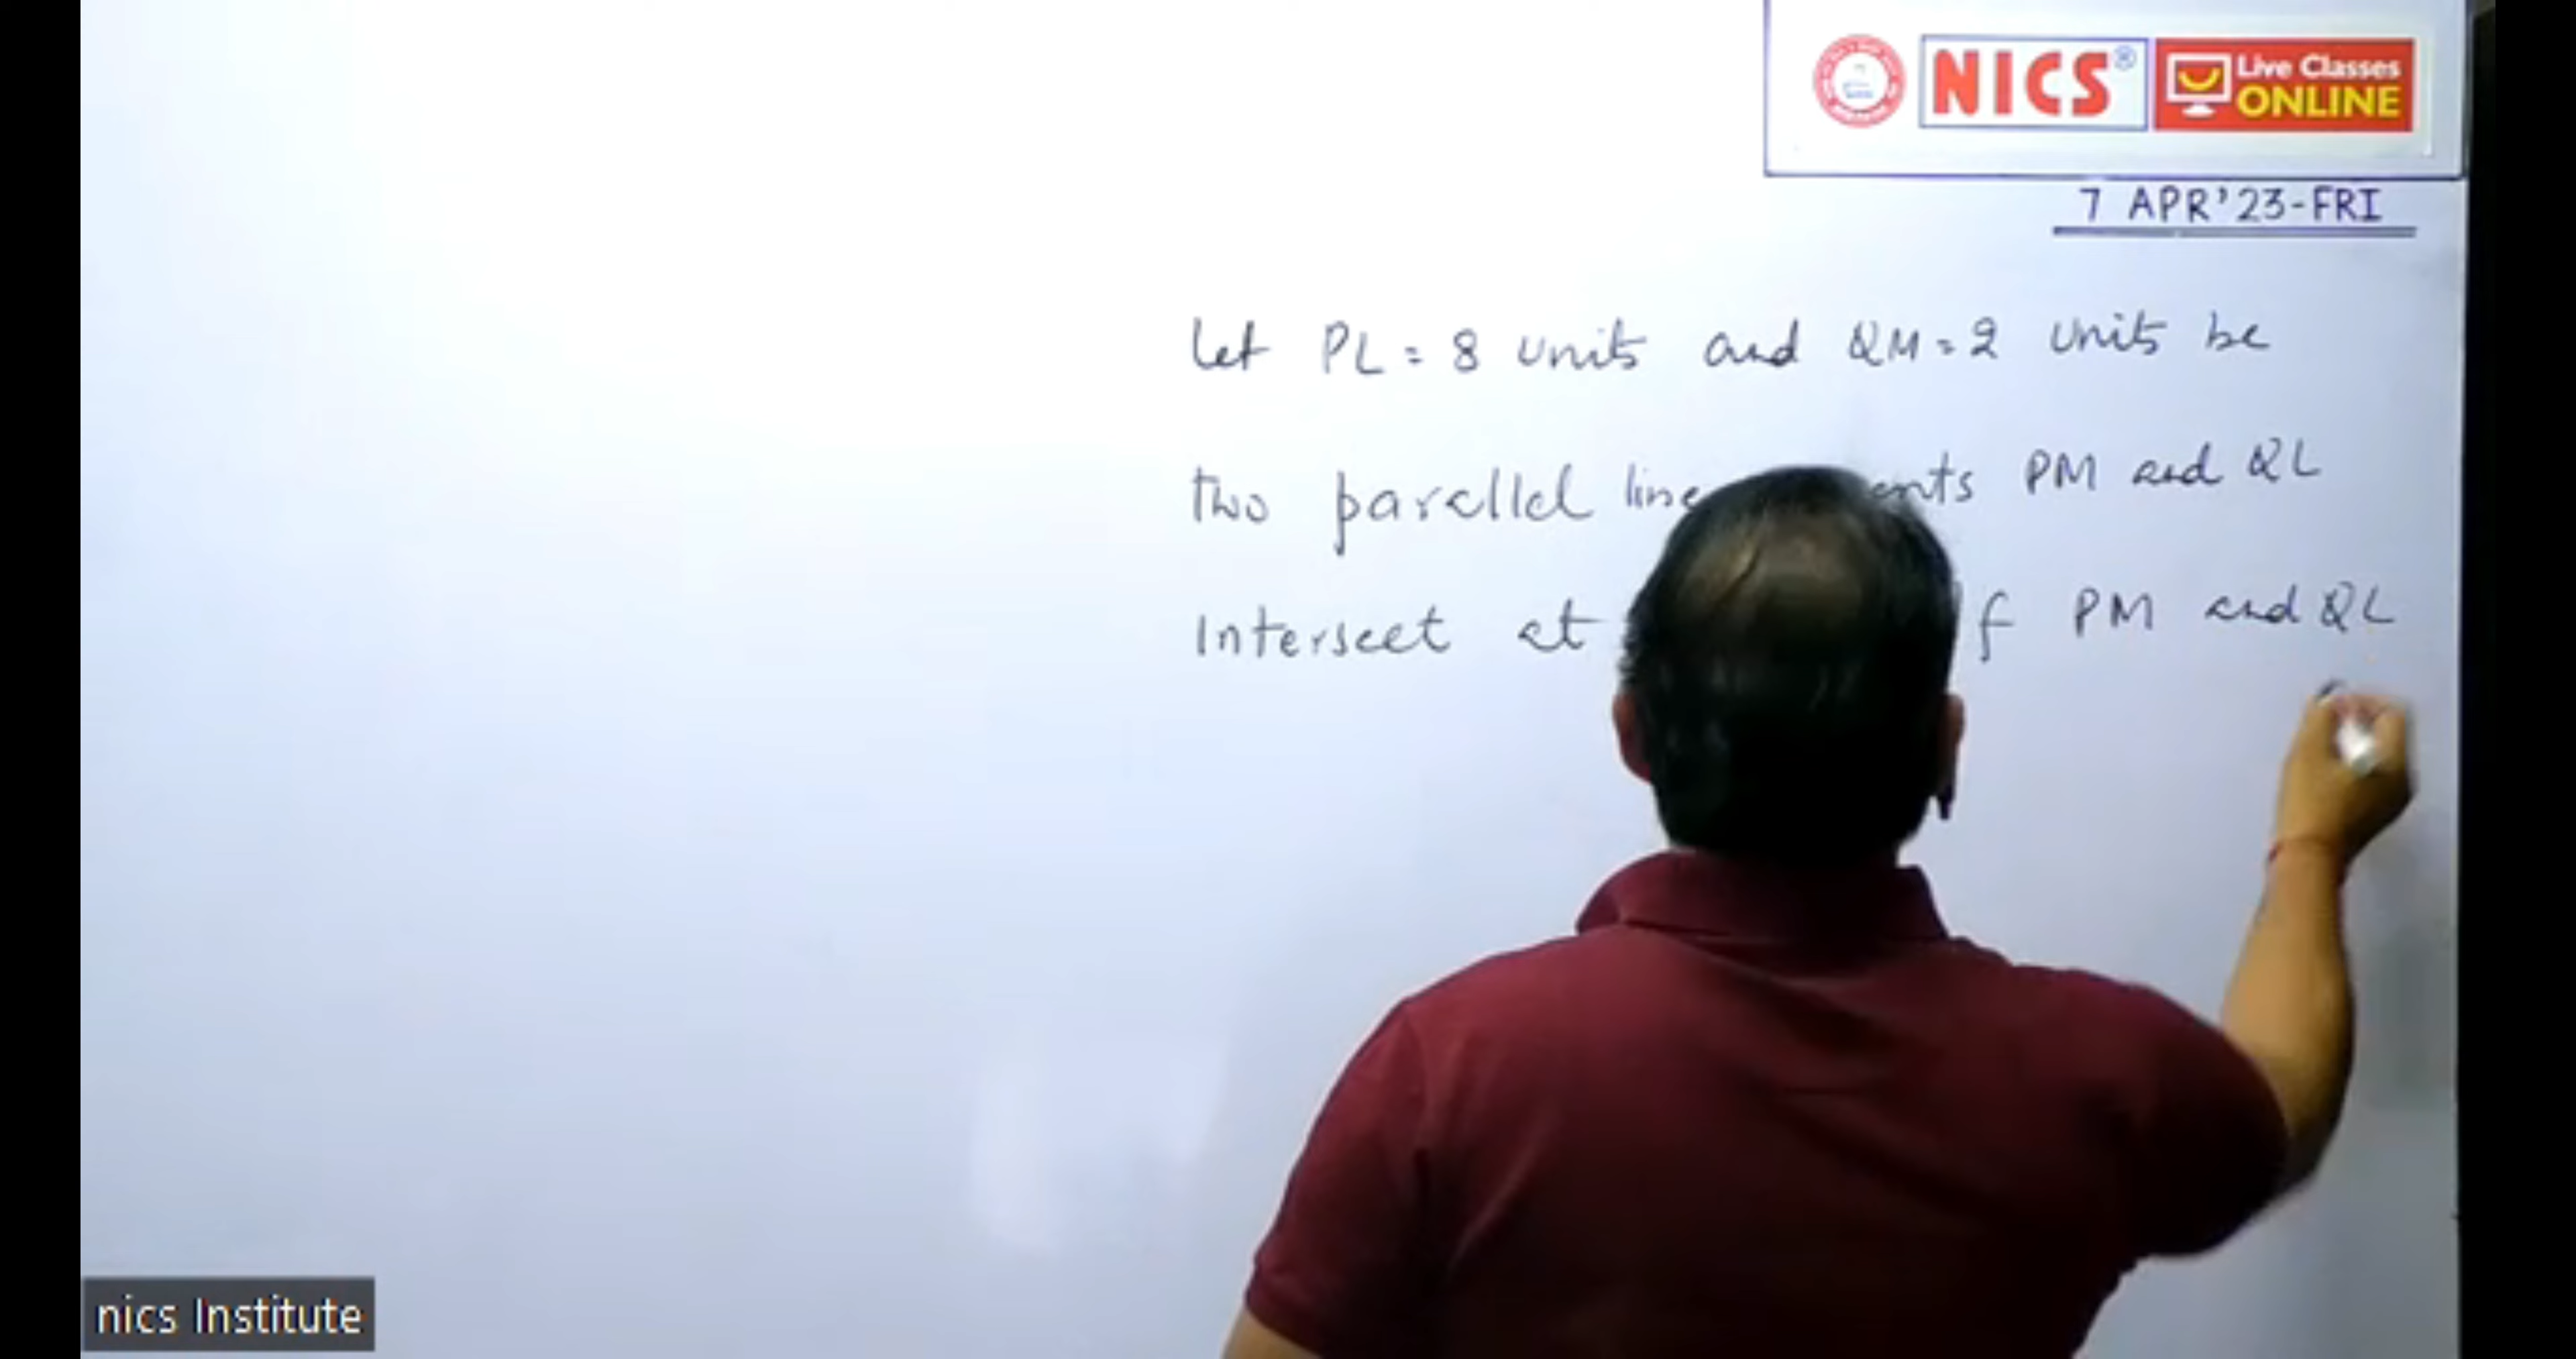 NICS®
Live Classes
ONLINE
7 APR'23-FRI
Let PL = 8 units and QM = 2 units be
two parallel line PM and QL
Intersect at PM and QL
nics Institute